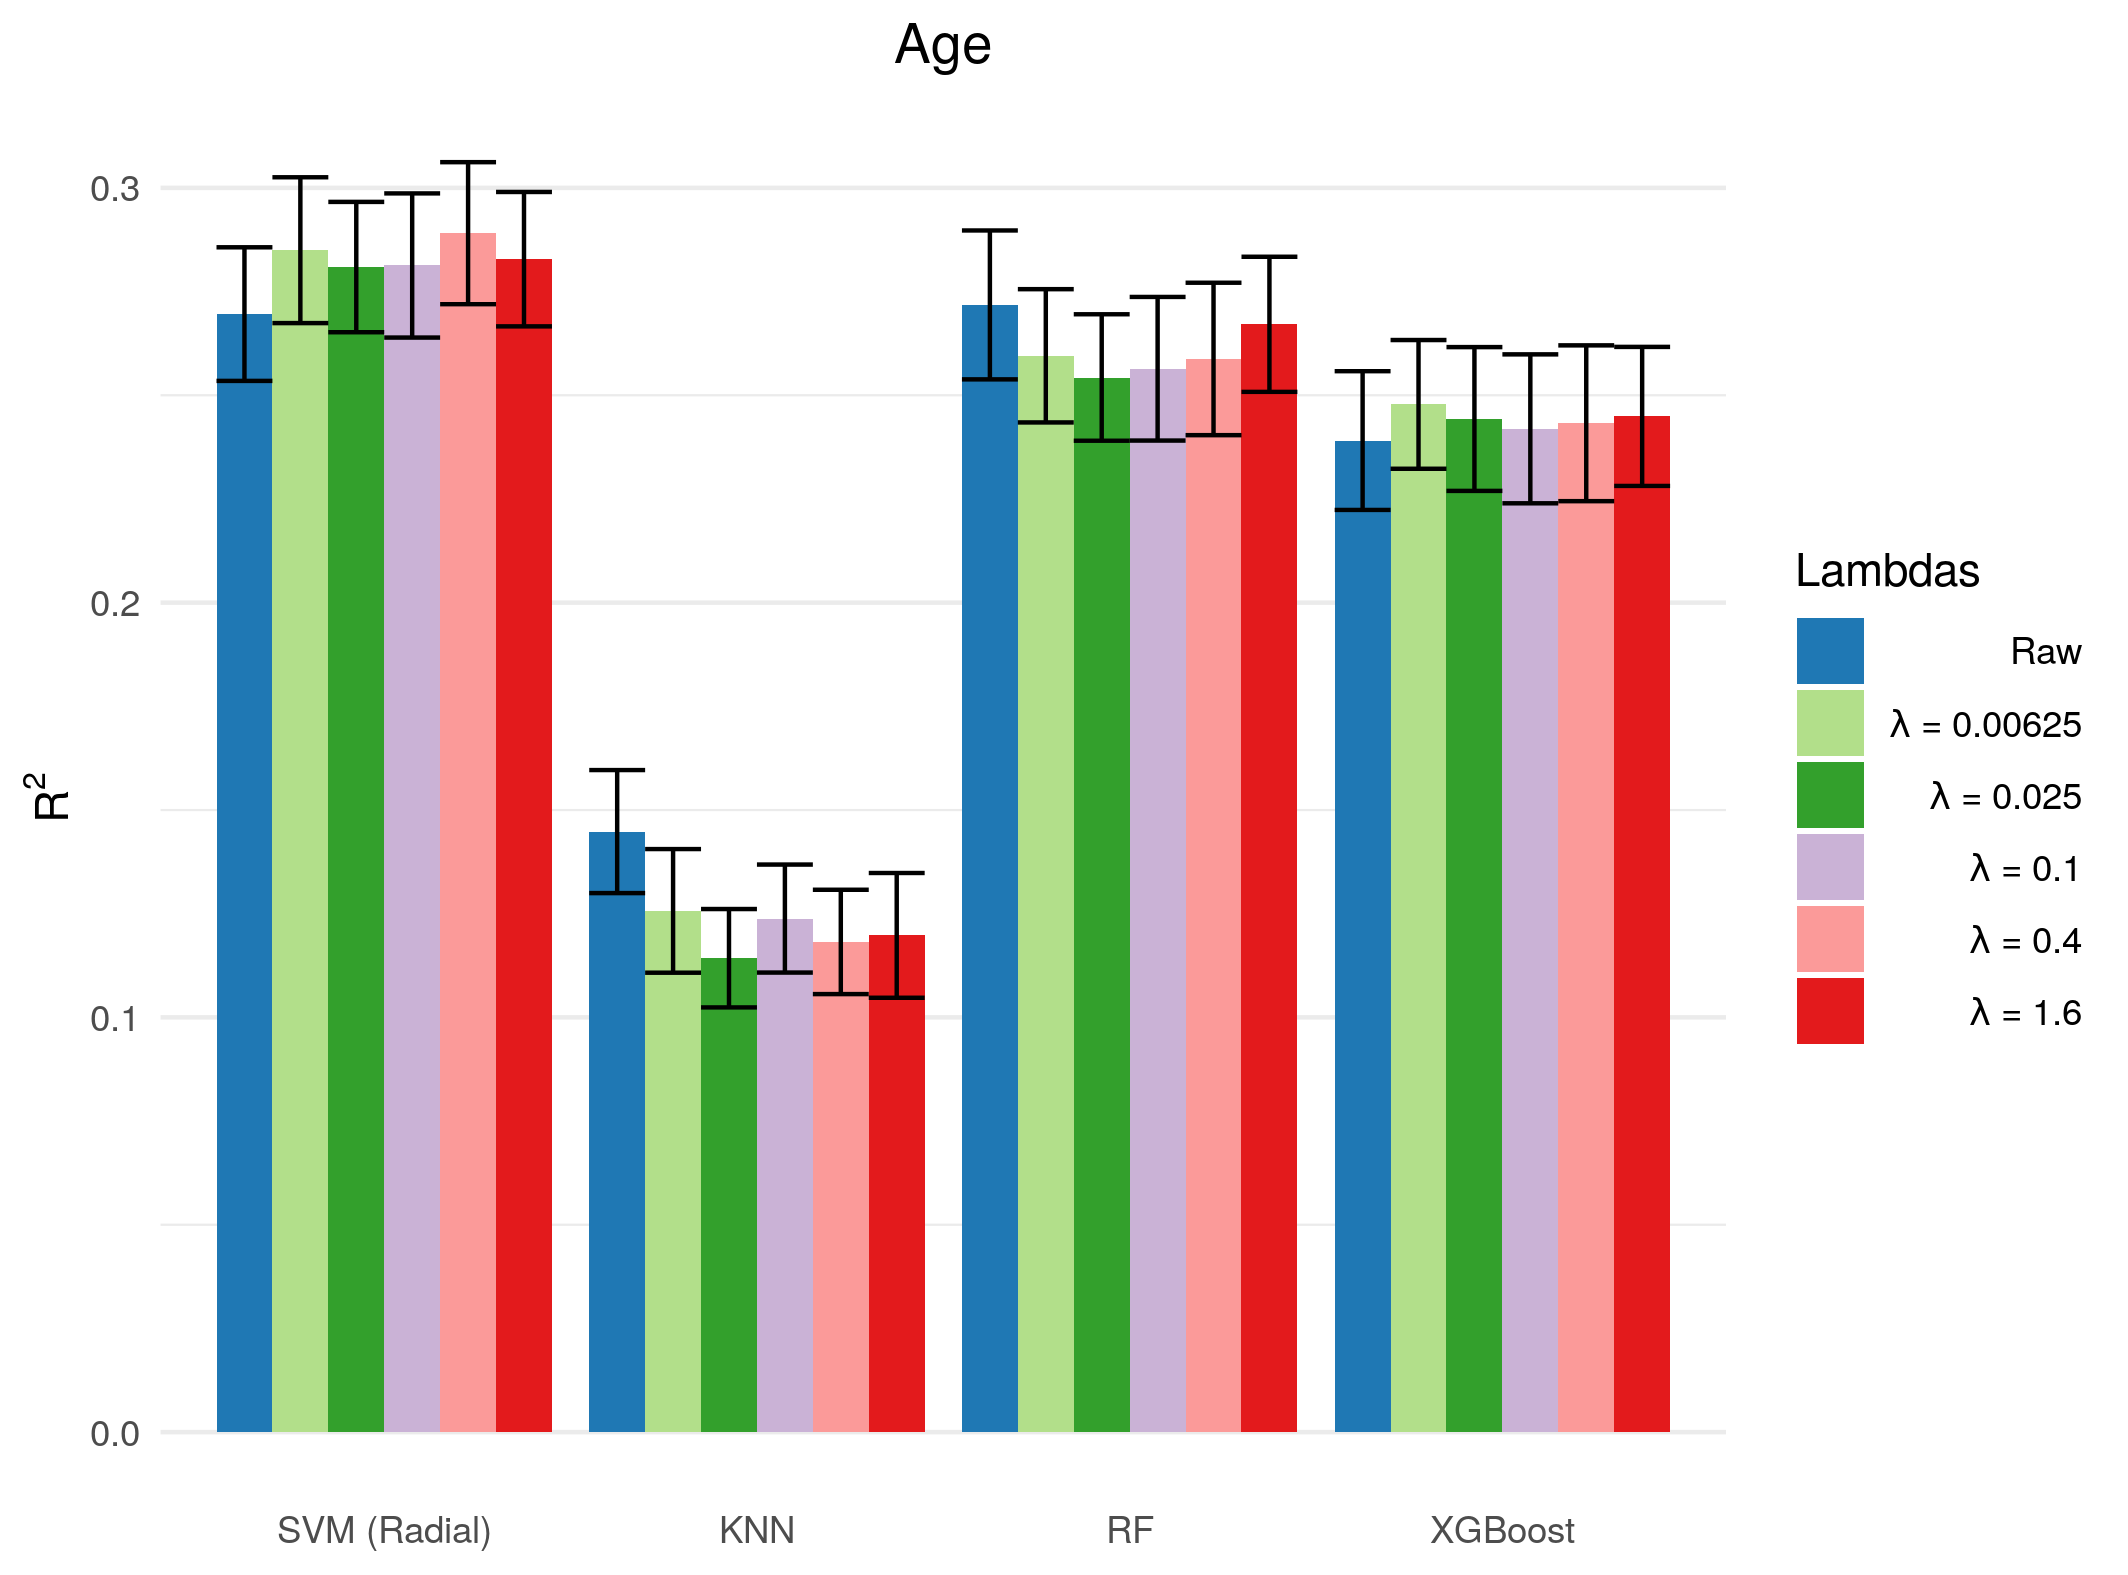 Age
R²
0.3
0.2
0.1
0.0
SVM (Radial)
KNN
RF
XGBoost
Lambdas
Raw
λ = 0.00625
λ = 0.025
λ = 0.1
λ = 0.4
λ = 1.6